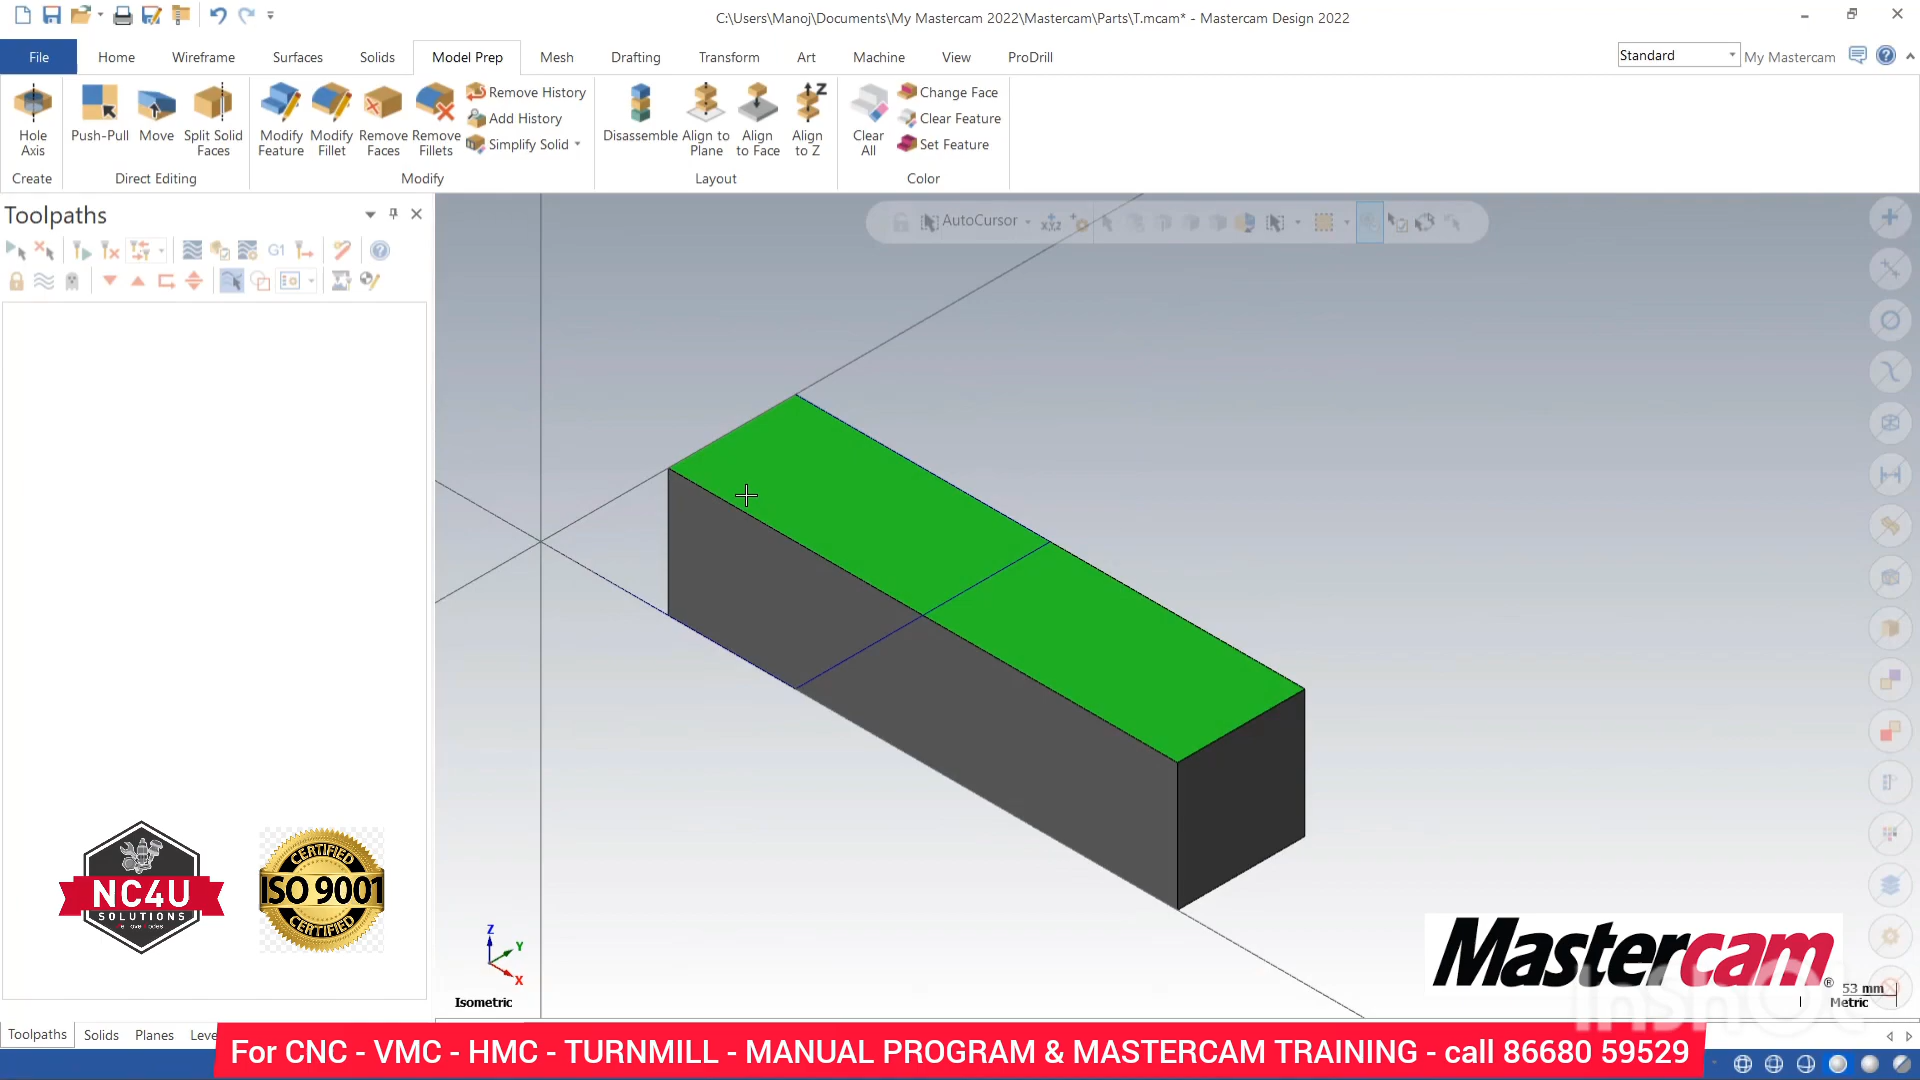 C:\Users\Manoj\Documents\My Mastercam 2022\Mastercam\Parts\T.mcam* - Mastercam Design 2022
File Home Wireframe Surfaces Solids Model Prep Mesh Drafting Transform Art Machine View ProDrill Standard My Mastercam
Hole Axis
Push-Pull Move Split Solid Faces
Modify Feature Modify Fillet Remove Faces Remove Fillets
Remove History
Add History
Simplify Solid
Disassemble Align to Plane Align to Face Align to Z
Clear All
Change Face
Clear Feature
Set Feature
Create Direct Editing Modify Layout Color
Toolpaths
AutoCursor
G1
NC4U
SOLUTIONS
CERTIFIED
ISO 9001
CERTIFIED
Z
Y
X
Isometric
Mastercam®
53 mm
Metric
InShOt
Toolpaths Solids Planes Leve
For CNC - VMC - HMC - TURNMILL - MANUAL PROGRAM & MASTERCAM TRAINING - call 86680 59529